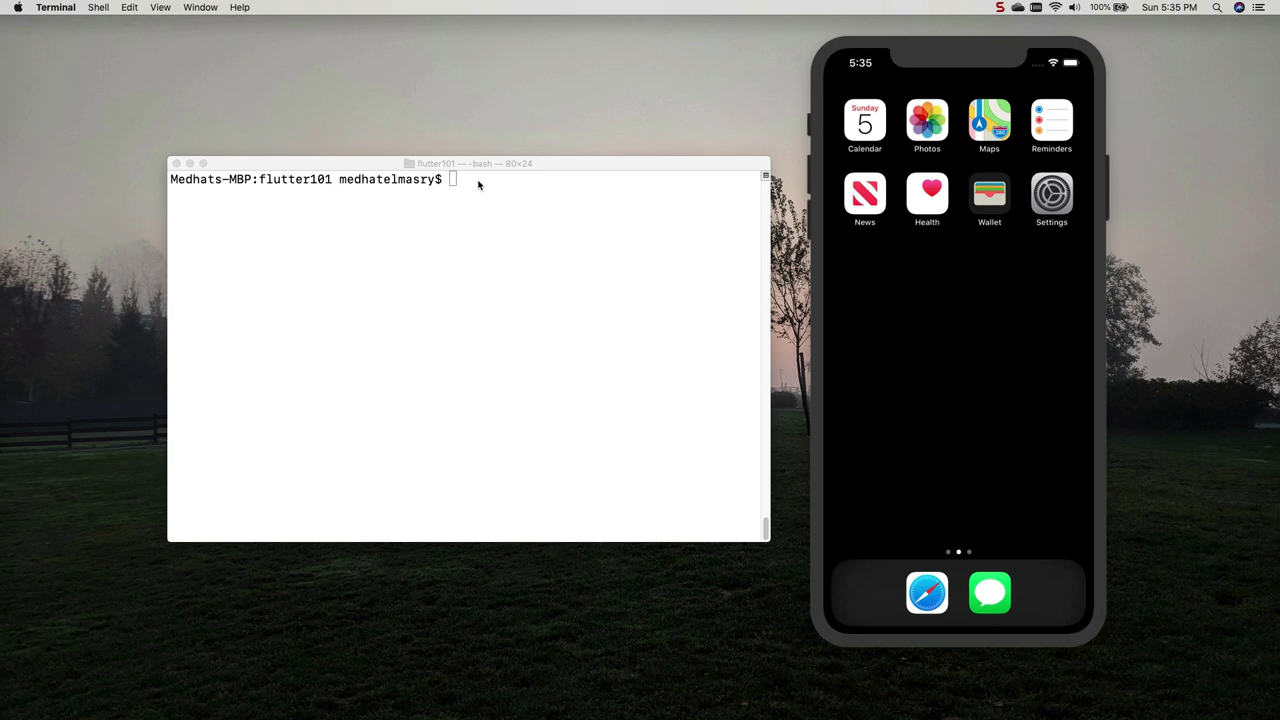 Terminal Shell Edit View Window Help
S 100% Sun 5:35 PM
flutter101 — -bash — 80×24
Medhats-MBP:flutter101 medhatelmasry$
5:35
Sunday
5
280
Calendar Photos Maps Reminders
News Health Wallet Settings